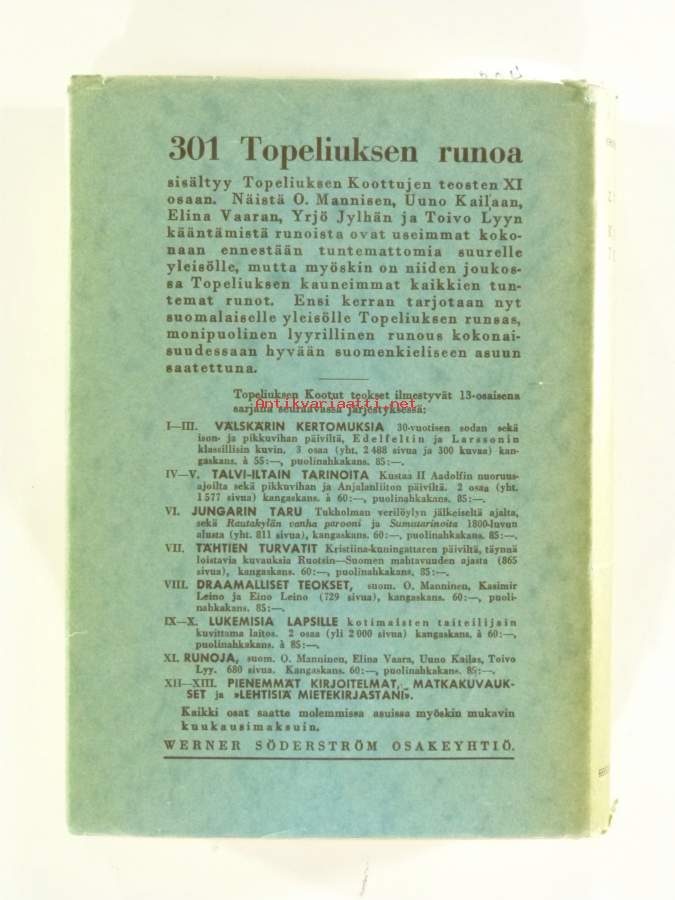 301 Topeliuksen runoa
sisältyy Topeliuksen Koottujen teosten XI
osaan. Näistä O. Mannisen, Uuno Kailaan,
Elina Vaaran, Yrjö Jylhän ja Toivo Lyyn
kääntämistä runoista ovat useimmat koko-
naan ennestään tuntemattomia suurelle
yleisölle, mutta myöskin on niiden joukos-
sa Topeliuksen kauneimmat kaikkien tun-
temat runot. Ensi kerran tarjotaan nyt
suomalaiselle yleisölle Topeliuksen runsas,
monipuolinen lyyrillinen runous kokonai-
suudessaan hyvään suomenkieliseen asuun
saatettuna.
Topeliuksen Kootut teokset ilmestyvät 13-osaisena
Antikvariaatti.net
sarjana seuraavassa järjestyksessä:
I—III. VÄLSKÄRIN KERTOMUKSIA 30-vuotisen sodan sekä
ison- ja pikkuvihan päiviltä, Edelfeltin ja Larssonin
klassillisin kuvin. 3 osaa (yht. 2 488 sivua ja 300 kuvaa) kan-
gaskans. à 55:—, puolinahkakans. 85:—.
IV—V. TALVI-ILTAIN TARINOITA Kustaa II Aadolfin nuoruus-
ajoilta sekä pikkuvihan ja Anjalanliiton päiviltä. 2 osaa (yht.
1 577 sivua) kangaskans. à 60:—, puolinahkakans. 85:—.
VI. JUNGARIN TARU Tukholman verilöylyn jälkeiseltä ajalta,
sekä Rautakylän vanha parooni ja Sumutarinoita 1800-luvun
alusta (yht. 811 sivua), kangaskans. 60:—, puolinahkakans. 85:—.
VII. TÄHTIEN TURVATIT Kristiina-kuningattaren päiviltä, täynnä
loistavia kuvauksia Ruotsin—Suomen mahtavuuden ajasta (865
sivua), kangaskans. 60:—, puolinahkakans. 85:—.
VIII. DRAAMALLISET TEOKSET, suom. O. Manninen, Kasimir
Leino ja Eino Leino (729 sivua), kangaskans. 60:—, puoli-
nahkakans. 85:—.
IX—X. LUKEMISIA LAPSILLE kotimaisten taiteilijain
kuvittama laitos. 2 osaa (yli 2 000 sivua) kangaskans. à 60:—,
puolinahkakans. à 85:—.
XI. RUNOJA, suom. O. Manninen, Elina Vaara, Uuno Kailas, Toivo
Lyy. 680 sivua. Kangaskans. 60:—, puolinahkakans. 85:—.
XII—XIII. PIENEMMÄT KIRJOITELMAT, MATKAKUVAUK-
SET ja »LEHTISIÄ MIETEKIRJASTANI».
Kaikki osat saatte molemmissa asuissa myöskin mukavin
kuukausimaksuin.
WERNER SÖDERSTRÖM OSAKEYHTIÖ.